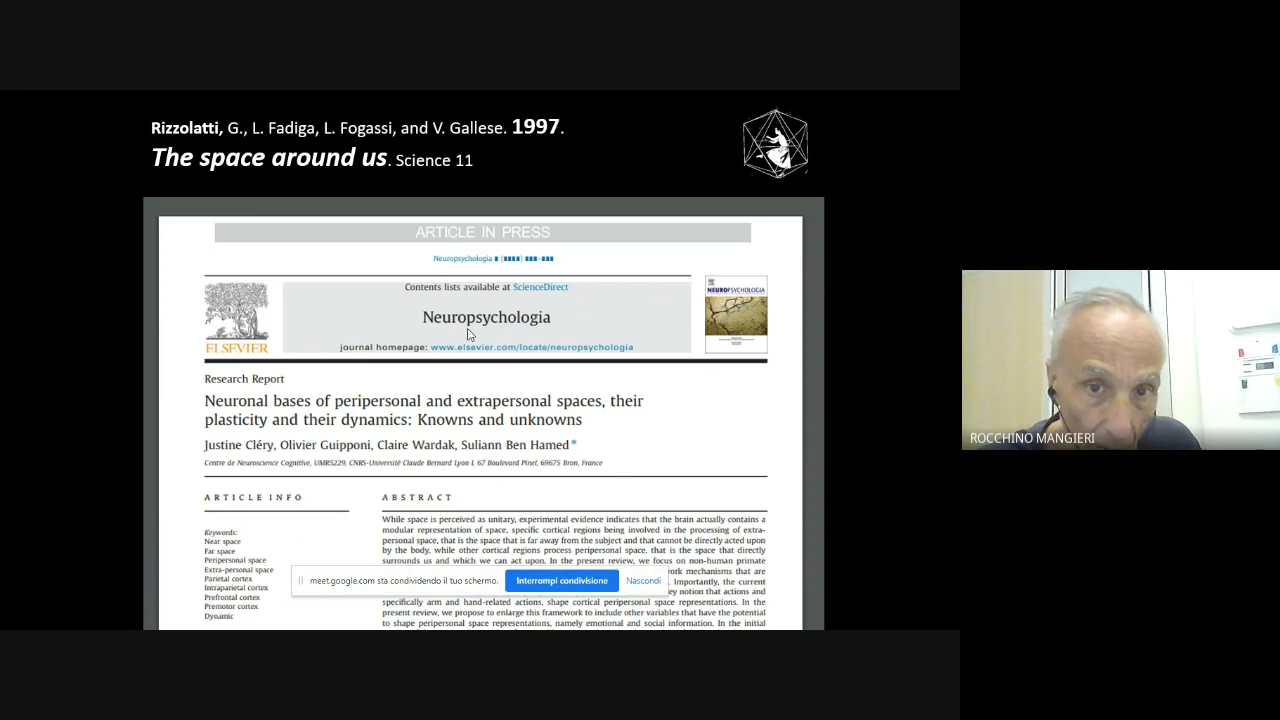 Rizzolatti, G., L. Fadiga, L. Fogassi, and V. Gallese. 1997.
The space around us. Science 11
ARTICLE IN PRESS
Neuropsychologia
Contents lists available at ScienceDirect
Neuropsychologia
journal homepage: www.elsevier.com/locate/neuropsychologia
ELSEVIER
NEUROPSYCHOLOGIA
Research Report
Neuronal bases of peripersonal and extrapersonal spaces, their
plasticity and their dynamics: Knowns and unknowns
Justine Cléry, Olivier Guipponi, Claire Wardak, Suliann Ben Hamed*
Centre de Neuroscience Cognitive, UMR5229, CNRS-Université Claude Bernard Lyon I, 67 Boulevard Pinel, 69675 Bron, France
ARTICLE INFO
Keywords:
Near space
Far space
Peripersonal space
Extra-personal space
Parietal cortex
Intraparietal cortex
Prefrontal cortex
Premotor cortex
Dynamic
ABSTRACT
While space is perceived as unitary, experimental evidence indicates that the brain actually contains a
modular representation of space, specific cortical regions being involved in the processing of extra-
personal space, that is the space that is far away from the subject and that cannot be directly acted upon
by the body, while other cortical regions process peripersonal space, that is the space that directly
surrounds us and which we can act upon. In the present review, we focus on non-human primate
work mechanisms that are
. Importantly, the current
key notion that actions and
specifically arm and hand-related actions, shape cortical peripersonal space representations. In the
present review, we propose to enlarge this framework to include other variables that have the potential
to shape peripersonal space representations, namely emotional and social information. In the initial
meet.google.com sta condividendo il tuo schermo.
Interrompi condivisione
Nascondi
ROCCHINO MANGIERI